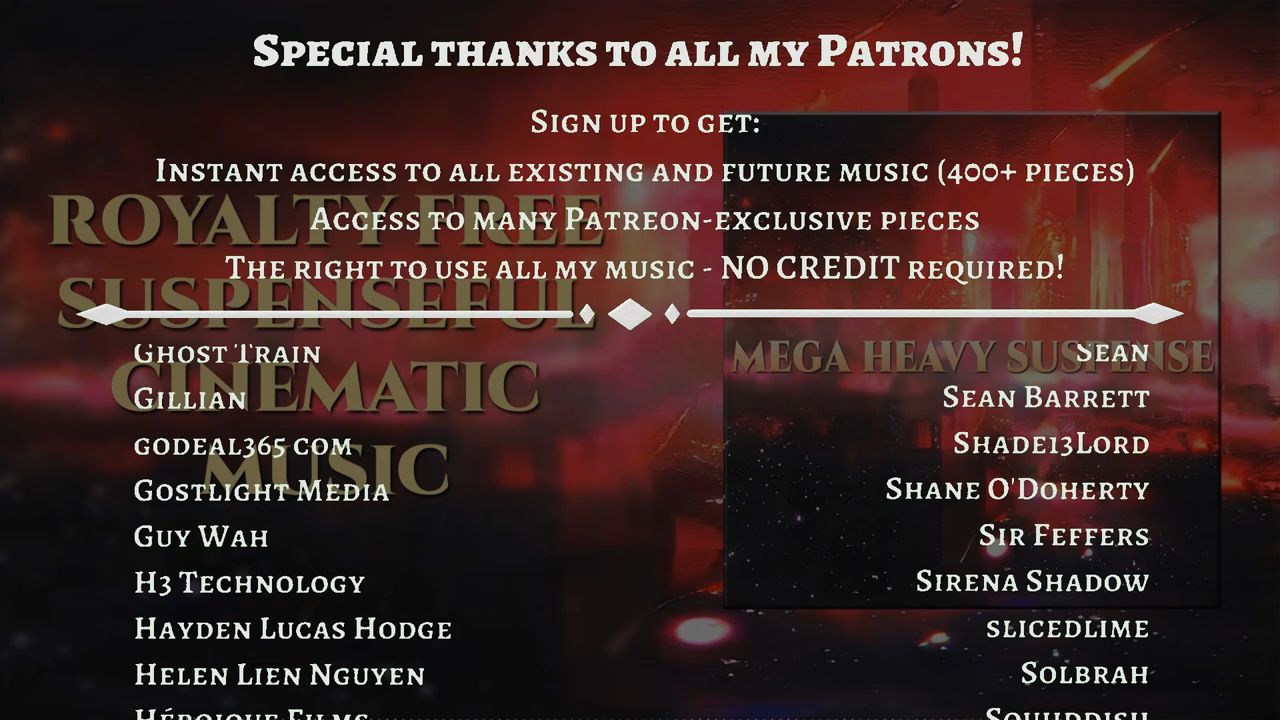 Special thanks to all my Patrons!
Sign up to get:
Instant access to all existing and future music (400+ pieces)
Access to many Patreon-exclusive pieces
The right to use all my music - NO CREDIT required!
ROYALTY FREE
SUSPENSEFUL
CINEMATIC
MUSIC
MEGA HEAVY SUSPENSE
Ghost Train
Gillian
godeal365 com
Gostlight Media
Guy Wah
H3 Technology
Hayden Lucas Hodge
Helen Lien Nguyen
Héroique Films
Sean
Sean Barrett
Shade13Lord
Shane O'Doherty
Sir Feffers
Sirena Shadow
slicedlime
Solbrah